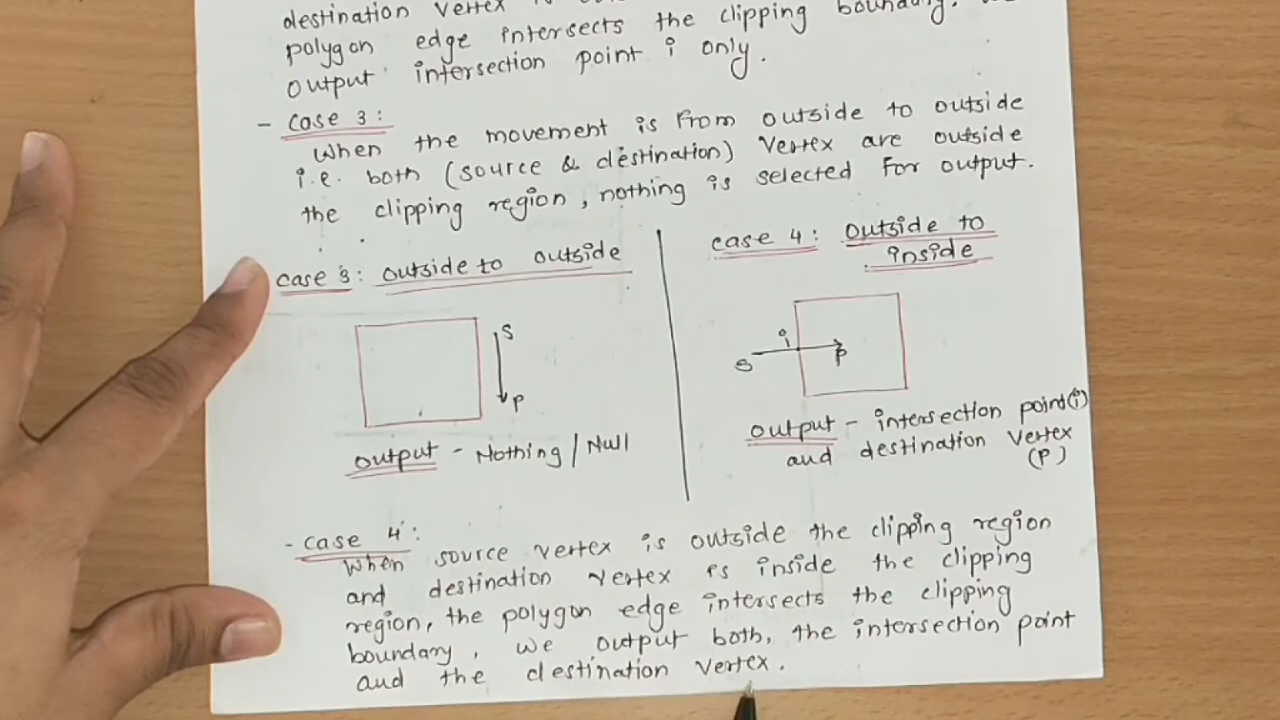 destination vertex is
polygon edge intersects the clipping boundary.
output intersection point i only.
- case 3:
when the movement is from outside to outside
i.e. both (source & destination) vertex are outside
the clipping region, nothing is selected for output.
case 3: outside to outside
S
P
output - Nothing / Null
case 4: outside to
inside
i
S
P
output - intersection point(i)
and destination vertex
(P)
- case 4:
when source vertex is outside the clipping region
and destination vertex is inside the clipping
region, the polygon edge intersects the clipping
boundary, we output both, the intersection point
and the destination vertex.